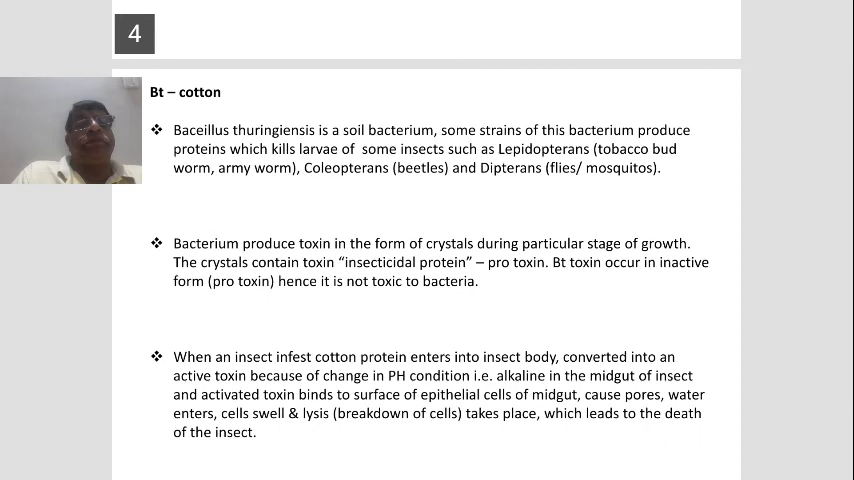 4
Bt – cotton
❖ Baceillus thuringiensis is a soil bacterium, some strains of this bacterium produce
proteins which kills larvae of some insects such as Lepidopterans (tobacco bud
worm, army worm), Coleopterans (beetles) and Dipterans (flies/ mosquitos).
❖ Bacterium produce toxin in the form of crystals during particular stage of growth.
The crystals contain toxin “insecticidal protein” – pro toxin. Bt toxin occur in inactive
form (pro toxin) hence it is not toxic to bacteria.
❖ When an insect infest cotton protein enters into insect body, converted into an
active toxin because of change in PH condition i.e. alkaline in the midgut of insect
and activated toxin binds to surface of epithelial cells of midgut, cause pores, water
enters, cells swell & lysis (breakdown of cells) takes place, which leads to the death
of the insect.